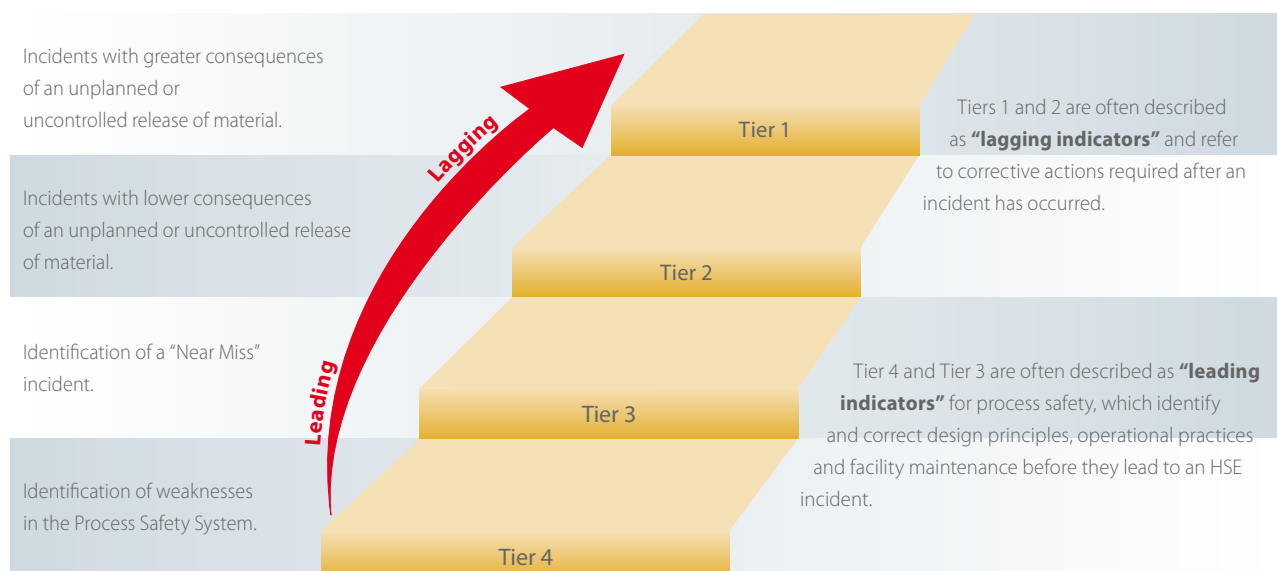 Incidents with greater consequences
of an unplanned or
uncontrolled release of material.
Incidents with lower consequences
of an unplanned or uncontrolled release
of material.
Identification of a “Near Miss”
incident.
Identification of weaknesses
in the Process Safety System.
Lagging
Leading
Tier 1
Tier 2
Tier 3
Tier 4
Tiers 1 and 2 are often described
as “lagging indicators” and refer
to corrective actions required after an
incident has occurred.
Tier 4 and Tier 3 are often described as “leading
indicators” for process safety, which identify
and correct design principles, operational practices
and facility maintenance before they lead to an HSE
incident.